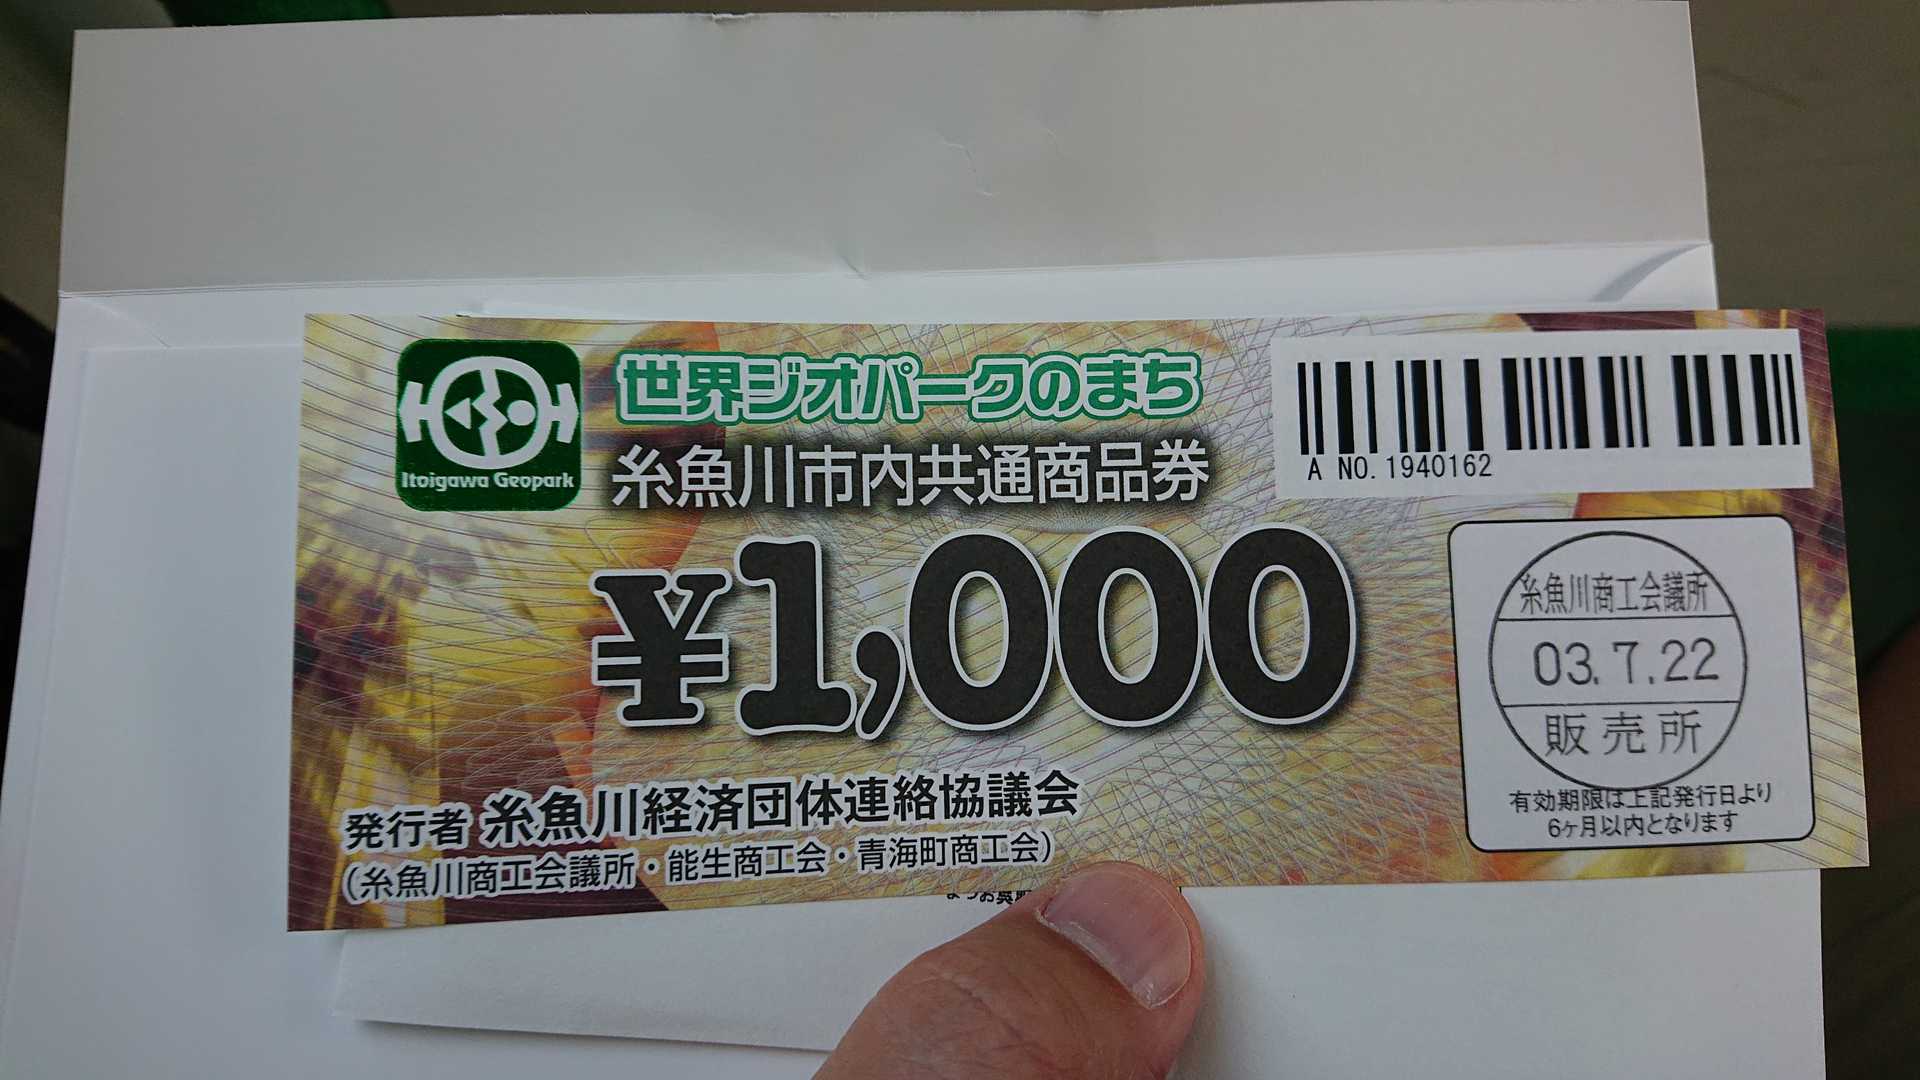 Itoigawa Geopark
世界ジオパークのまち
糸魚川市内共通商品券
¥1,000
A NO.1940162
糸魚川商工会議所
03.7.22
販売所
有効期限は上記発行日より
6ヶ月以内となります
発行者 糸魚川経済団体連絡協議会
(糸魚川商工会議所・能生商工会・青海町商工会)